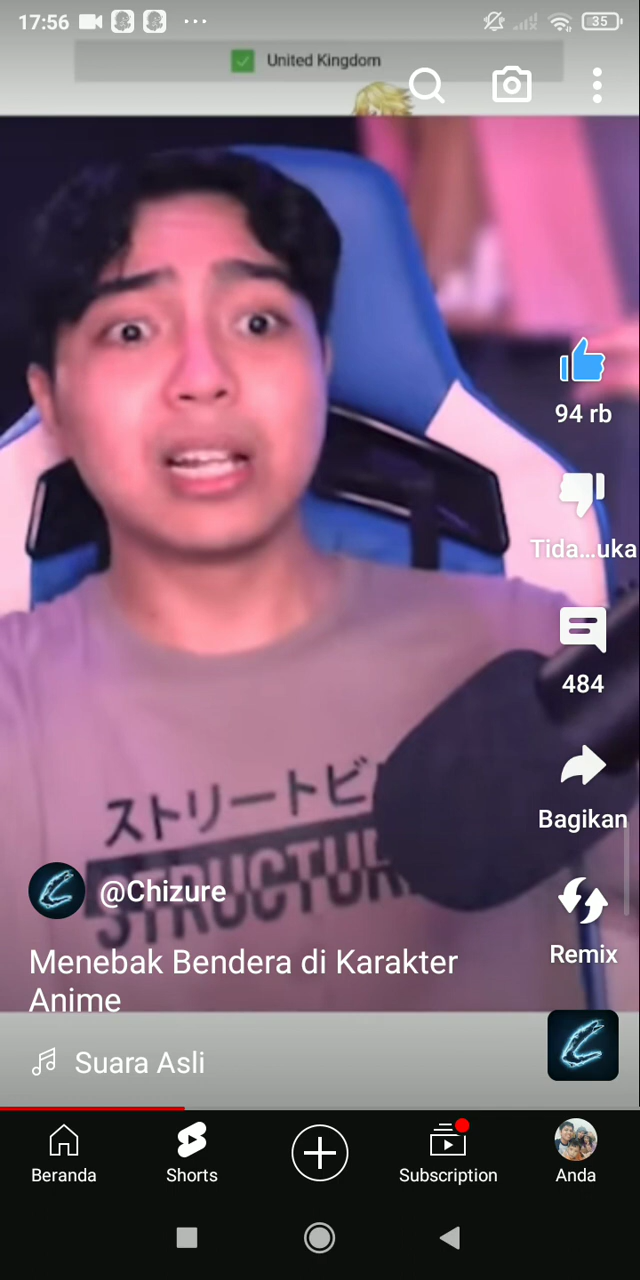 17:56
35
United Kingdom
94 rb
Tida...uka
484
ストリートビ
Bagikan
STRUCTUR
@Chizure
Remix
Menebak Bendera di Karakter
Anime
Suara Asli
Beranda
Shorts
Subscription
Anda